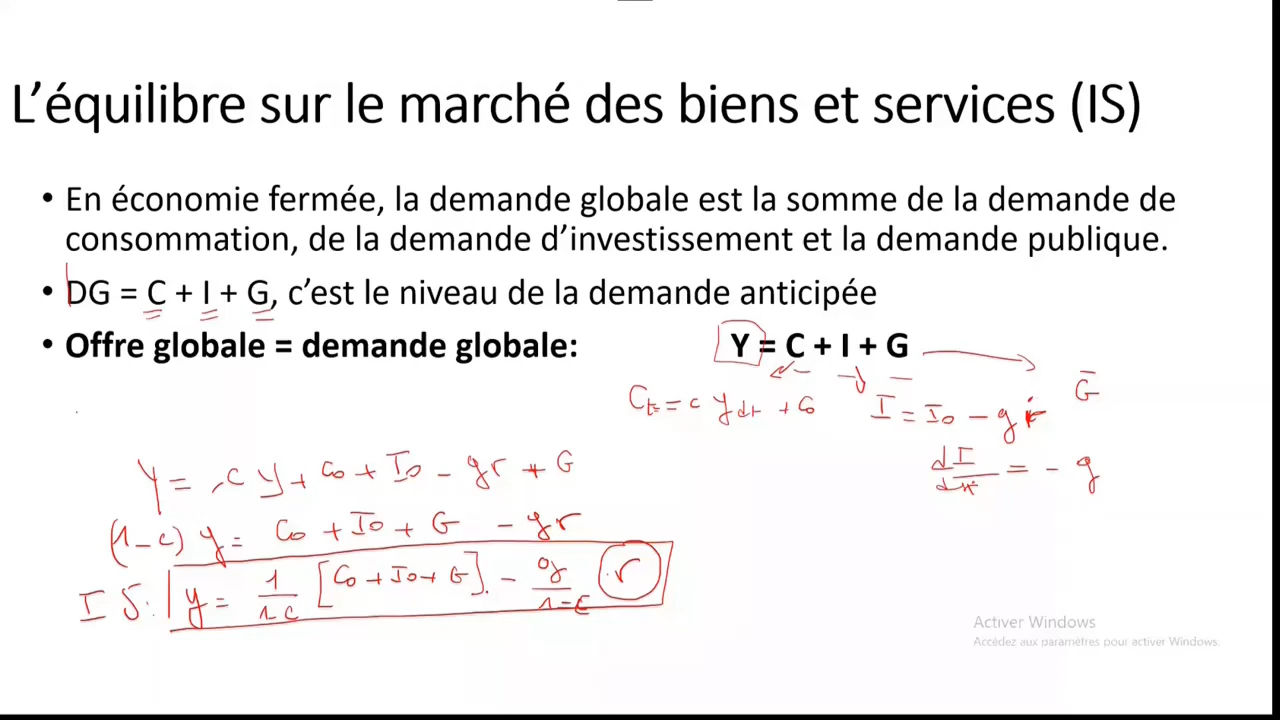 L’équilibre sur le marché des biens et services (IS)
• En économie fermée, la demande globale est la somme de la demande de
consommation, de la demande d’investissement et la demande publique.
• DG = C + I + G, c’est le niveau de la demande anticipée
• Offre globale = demande globale: Y = C + I + G
Ct = c ydt + C0 I = I0 - g r G̅
dI/dr = - g
Y = c y + C0 + I0 - gr + G
(1-c) y = C0 + I0 + G - gr
IS: y = 1/1-c [C0 + I0 + G] - g/1-c r
Activer Windows
Accédez aux paramètres pour activer Windows.